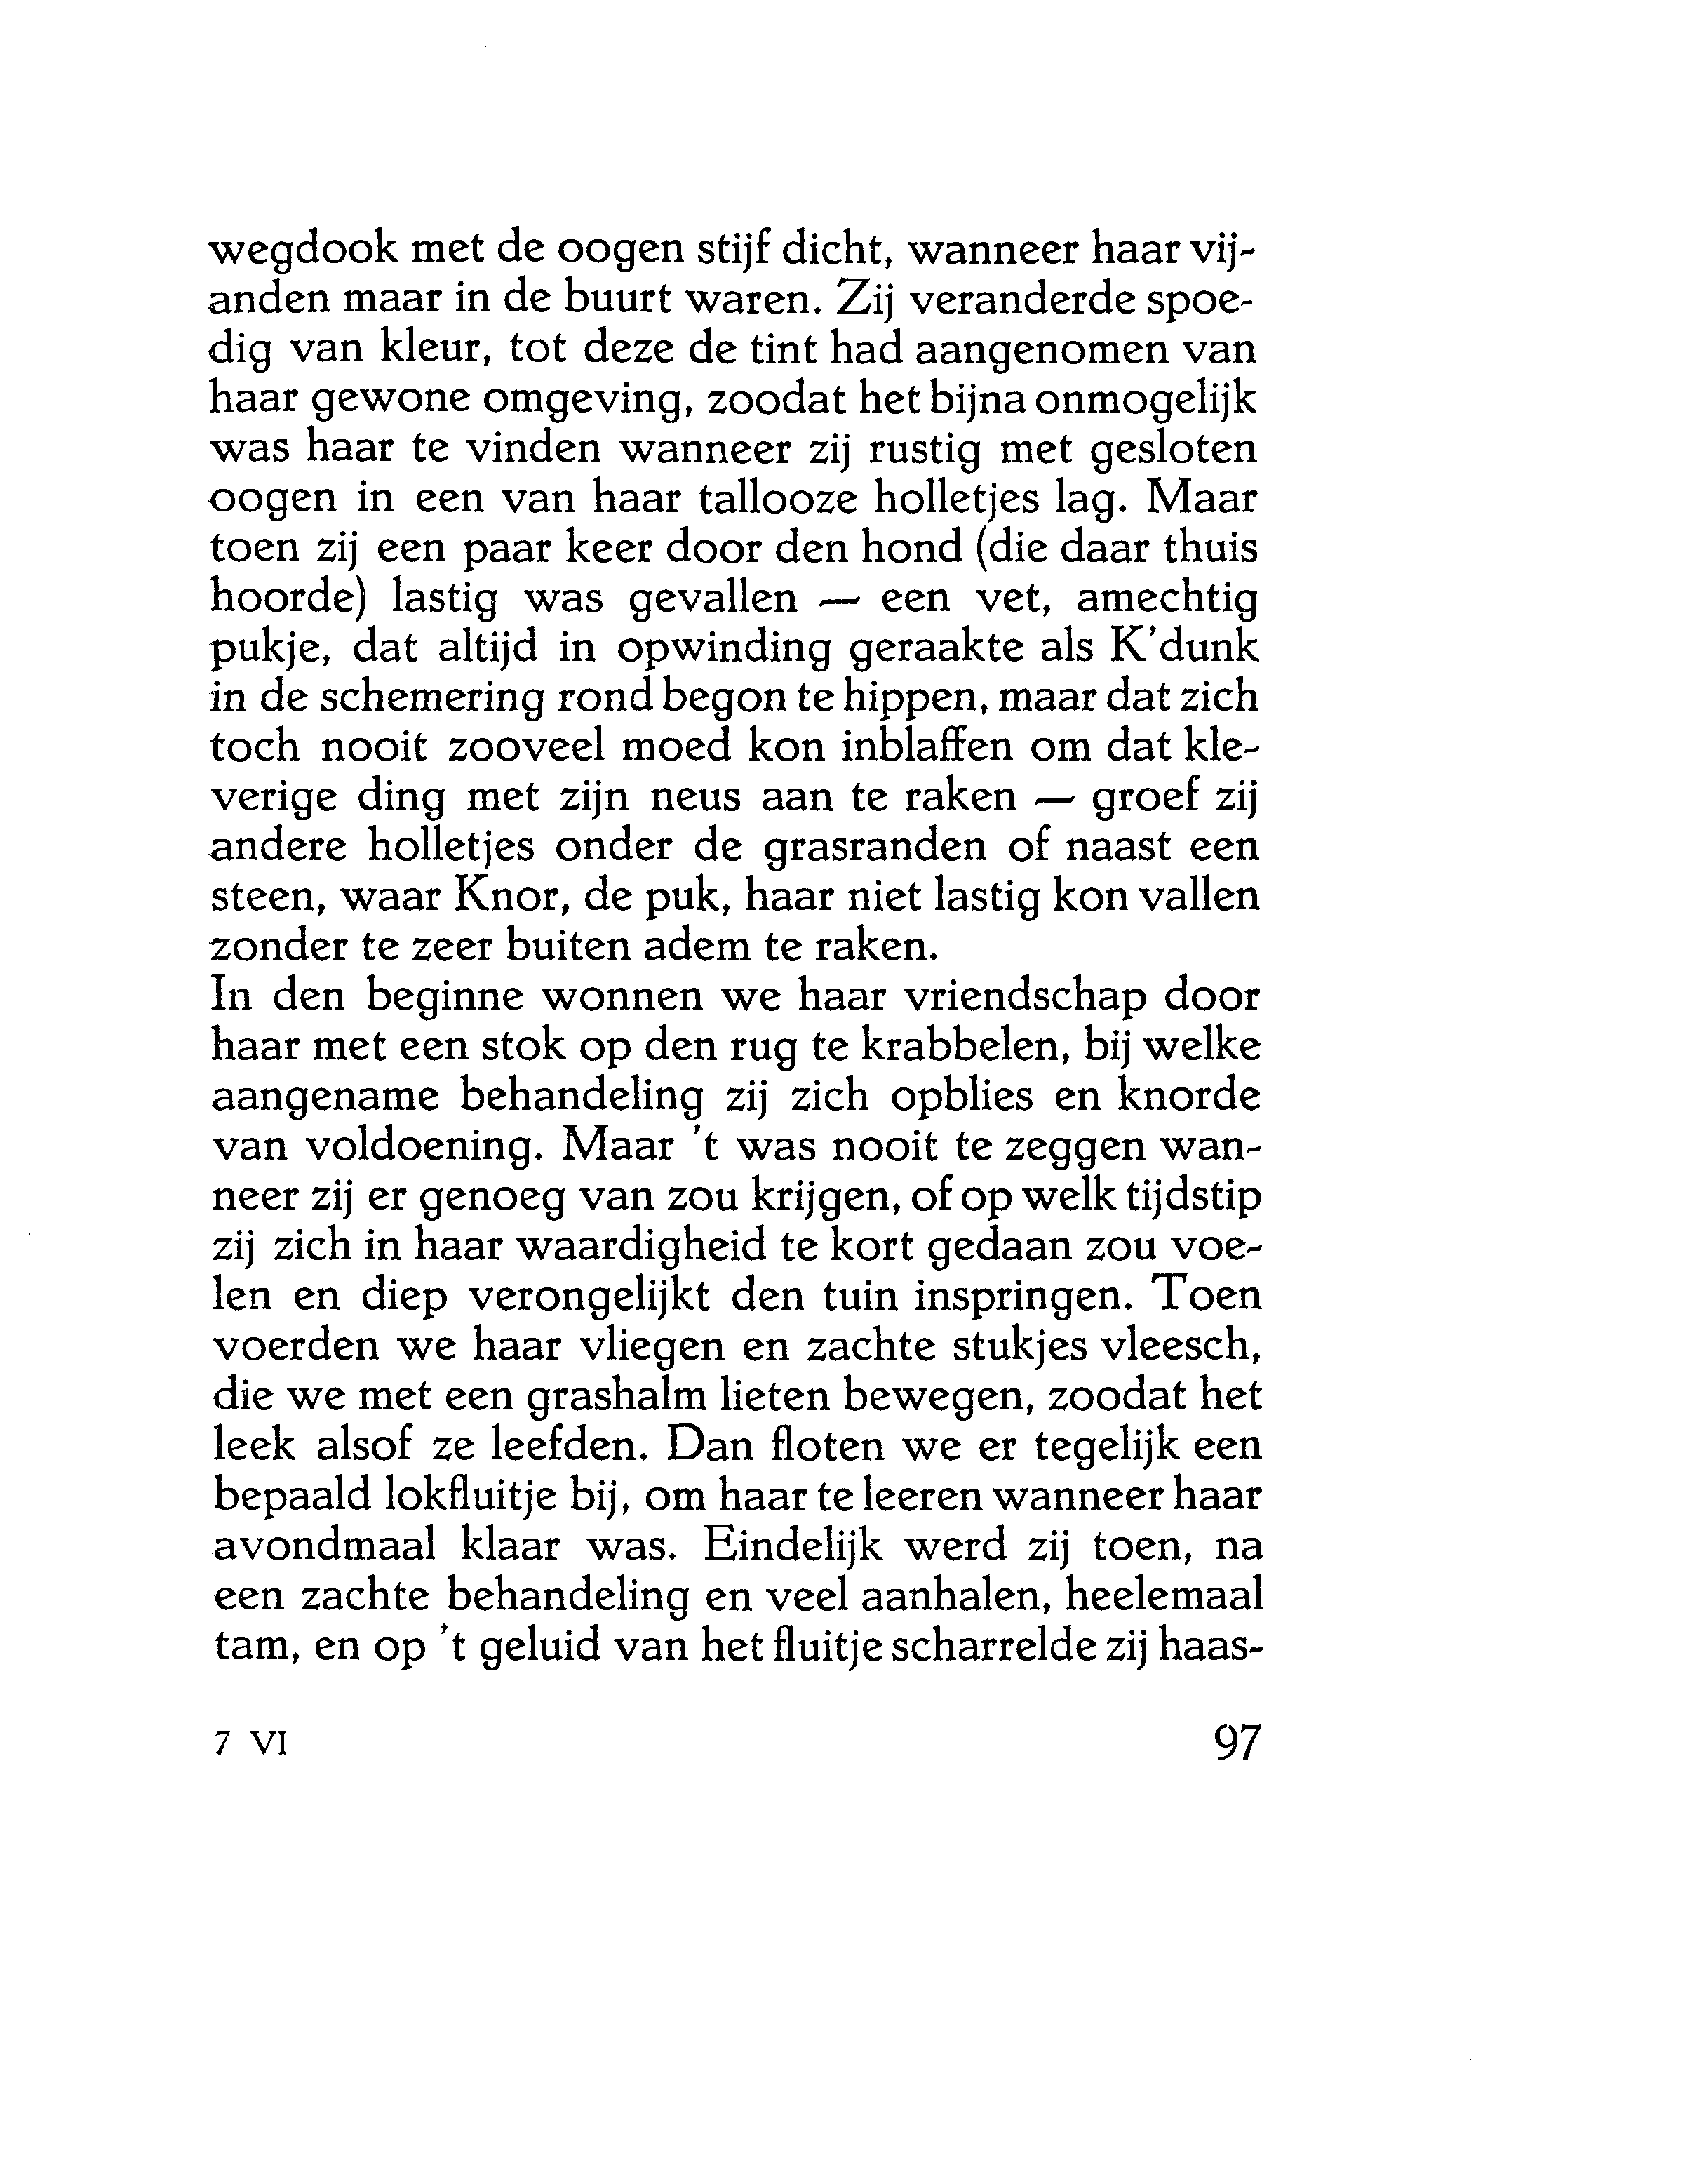 wegdook met de oogen stijf dicht, wanneer haar vij-
anden maar in de buurt waren. Zij veranderde spoe-
dig van kleur, tot deze de tint had aangenomen van
haar gewone omgeving, zoodat het bijna onmogelijk
was haar te vinden wanneer zij rustig met gesloten
oogen in een van haar tallooze holletjes lag. Maar
toen zij een paar keer door den hond (die daar thuis
hoorde) lastig was gevallen — een vet, amechtig
pukje, dat altijd in opwinding geraakte als K'dunk
in de schemering rond begon te hippen, maar dat zich
toch nooit zooveel moed kon inblaffen om dat kle-
verige ding met zijn neus aan te raken — groef zij
andere holletjes onder de grasranden of naast een
steen, waar Knor, de puk, haar niet lastig kon vallen
zonder te zeer buiten adem te raken.
In den beginne wonnen we haar vriendschap door
haar met een stok op den rug te krabbelen, bij welke
aangename behandeling zij zich opblies en knorde
van voldoening. Maar 't was nooit te zeggen wan-
neer zij er genoeg van zou krijgen, of op welk tijdstip
zij zich in haar waardigheid te kort gedaan zou voe-
len en diep verongelijkt den tuin inspringen. Toen
voerden we haar vliegen en zachte stukjes vleesch,
die we met een grashalm lieten bewegen, zoodat het
leek alsof ze leefden. Dan floten we er tegelijk een
bepaald lokfluitje bij, om haar te leeren wanneer haar
avondmaal klaar was. Eindelijk werd zij toen, na
een zachte behandeling en veel aanhalen, heelemaal
tam, en op 't geluid van het fluitje scharrelde zij haas-
7 VI 97